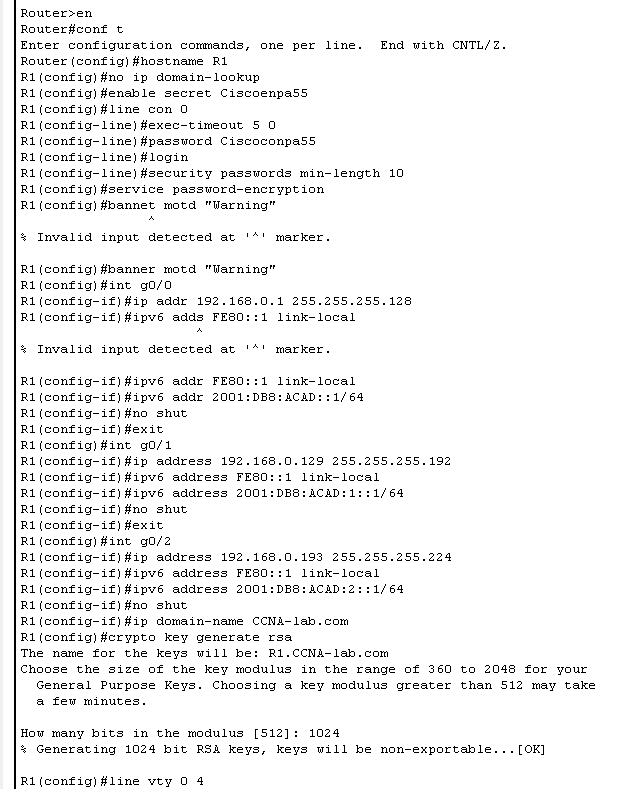 Router>en
Router#conf t
Enter configuration commands, one per line.  End with CNTL/Z.
Router(config)#hostname R1
R1(config)#no ip domain-lookup
R1(config)#enable secret Ciscoenpa55
R1(config)#line con 0
R1(config-line)#exec-timeout 5 0
R1(config-line)#password Ciscoconpa55
R1(config-line)#login
R1(config-line)#security passwords min-length 10
R1(config)#service password-encryption
R1(config)#bannet motd "Warning"
^
% Invalid input detected at '^' marker.
R1(config)#banner motd "Warning"
R1(config)#int g0/0
R1(config-if)#ip addr 192.168.0.1 255.255.255.128
R1(config-if)#ipv6 adds FE80::1 link-local
^
% Invalid input detected at '^' marker.
R1(config-if)#ipv6 addr FE80::1 link-local
R1(config-if)#ipv6 addr 2001:DB8:ACAD::1/64
R1(config-if)#no shut
R1(config-if)#exit
R1(config)#int g0/1
R1(config-if)#ip address 192.168.0.129 255.255.255.192
R1(config-if)#ipv6 address FE80::1 link-local
R1(config-if)#ipv6 address 2001:DB8:ACAD:1::1/64
R1(config-if)#no shut
R1(config-if)#exit
R1(config)#int g0/2
R1(config-if)#ip address 192.168.0.193 255.255.255.224
R1(config-if)#ipv6 address FE80::1 link-local
R1(config-if)#ipv6 address 2001:DB8:ACAD:2::1/64
R1(config-if)#no shut
R1(config-if)#ip domain-name CCNA-lab.com
R1(config)#crypto key generate rsa
The name for the keys will be: R1.CCNA-lab.com
Choose the size of the key modulus in the range of 360 to 2048 for your
General Purpose Keys. Choosing a key modulus greater than 512 may take
a few minutes.
How many bits in the modulus [512]: 1024
% Generating 1024 bit RSA keys, keys will be non-exportable...[OK]
R1(config)#line vty 0 4